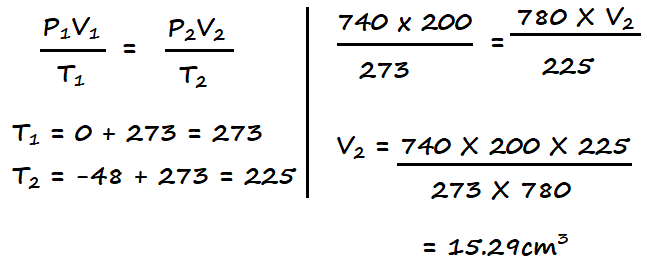 P₁V₁ / T₁ = P₂V₂ / T₂
T₁ = 0 + 273 = 273
T₂ = -48 + 273 = 225
740 x 200 / 273 = 780 X V₂ / 225
V₂ = 740 X 200 X 225 / 273 X 780
= 15.29cm³